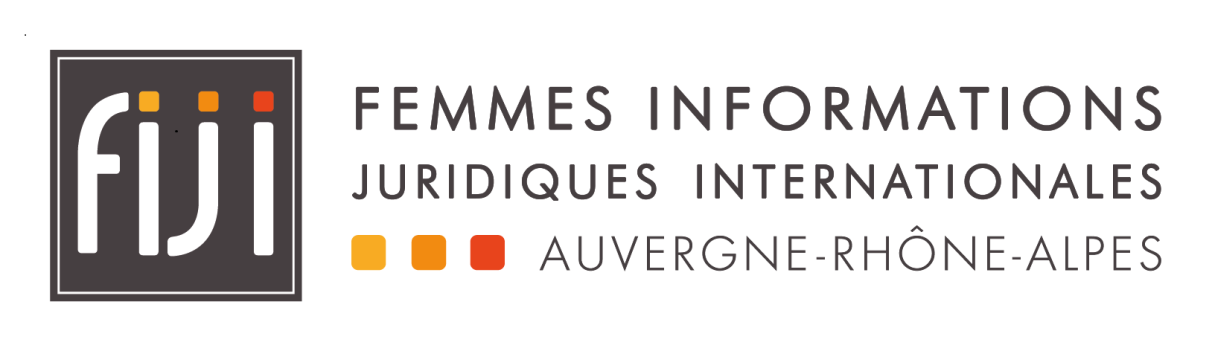 fiji
FEMMES INFORMATIONS
JURIDIQUES INTERNATIONALES
AUVERGNE-RHÔNE-ALPES